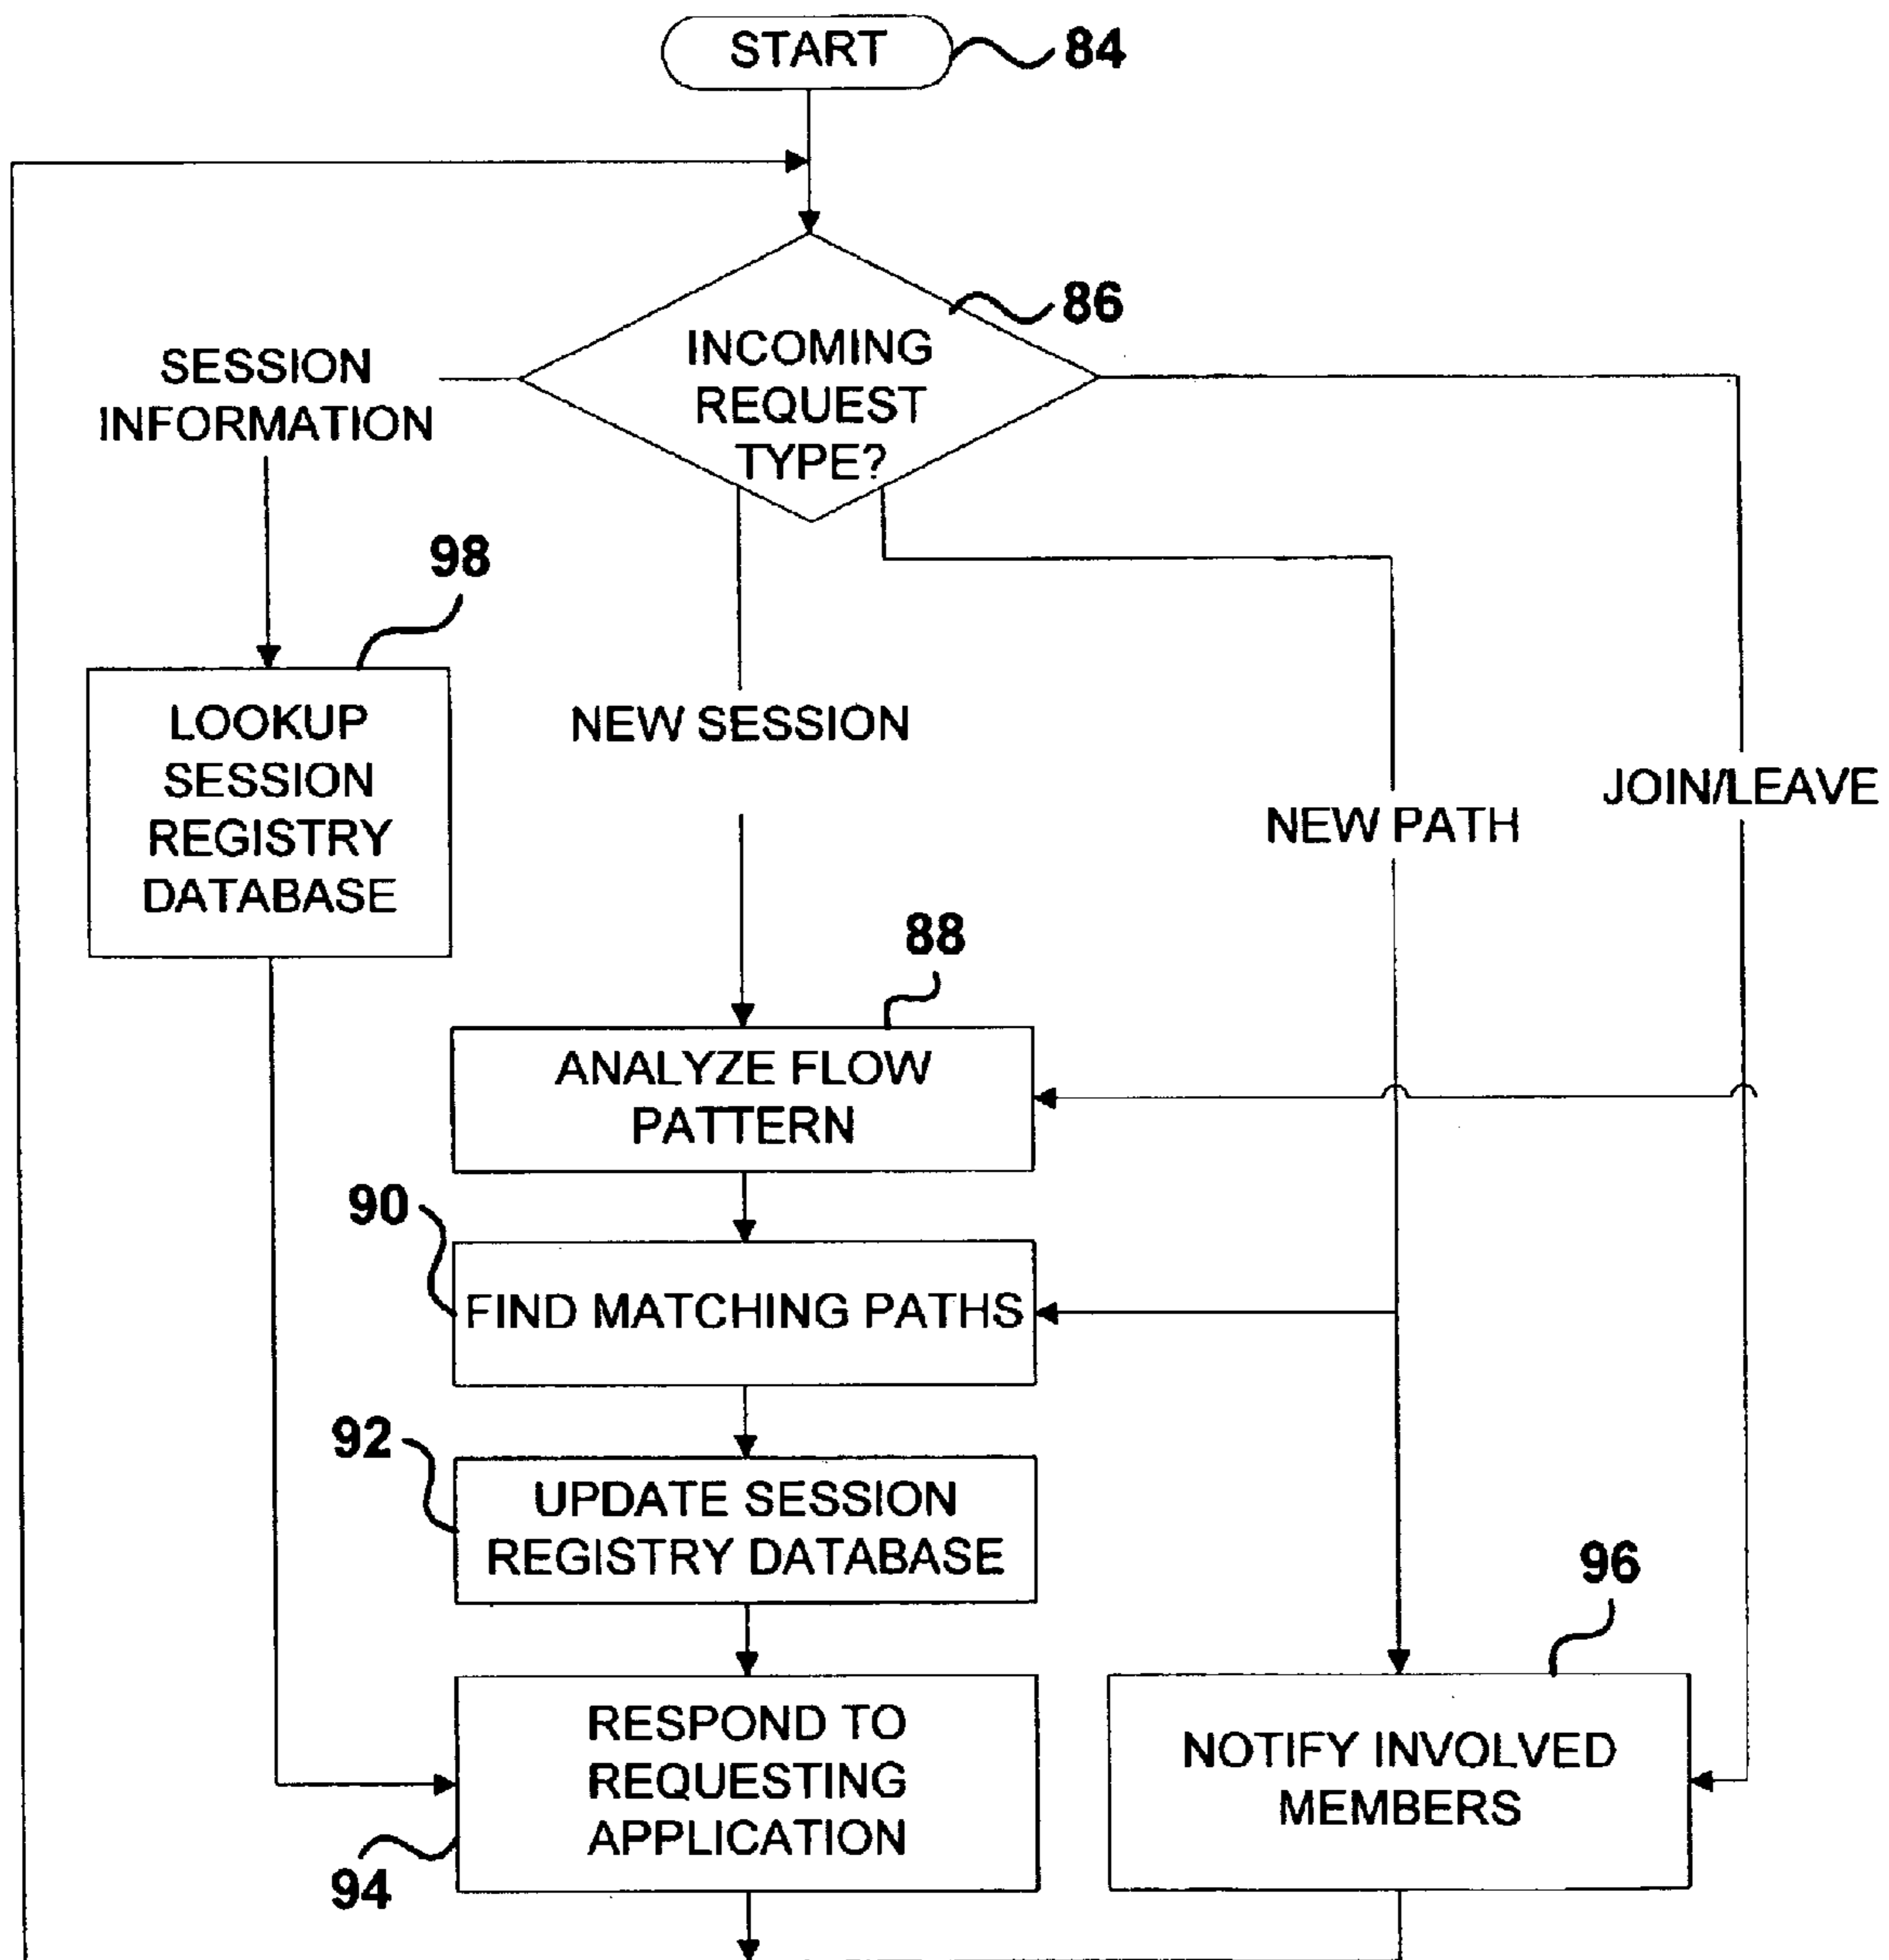 START
84
86
INCOMING
REQUEST
TYPE?
SESSION
INFORMATION
98
LOOKUP
SESSION
REGISTRY
DATABASE
NEW SESSION
NEW PATH
JOIN/LEAVE
88
ANALYZE FLOW
PATTERN
90
FIND MATCHING PATHS
92
UPDATE SESSION
REGISTRY DATABASE
96
RESPOND TO
REQUESTING
APPLICATION
94
NOTIFY INVOLVED
MEMBERS